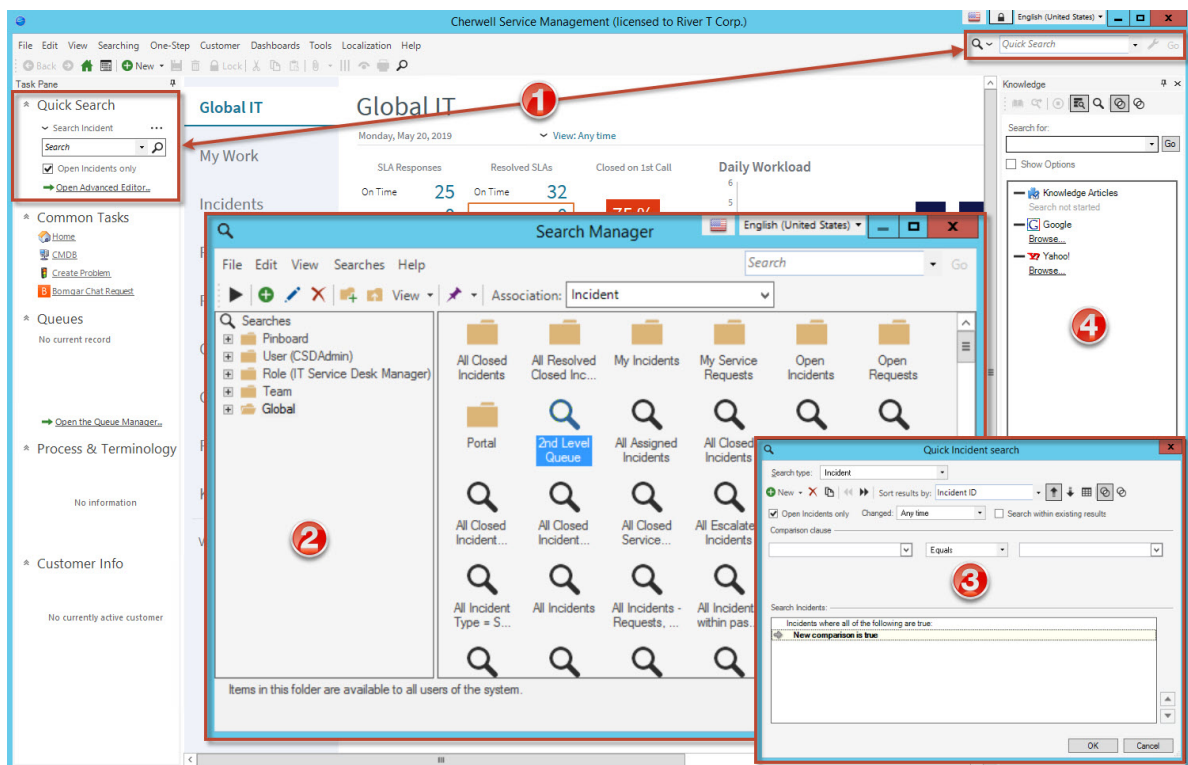 Cherwell Service Management (licensed to River T Corp.)
English (United States)
File Edit View Searching One-Step Customer Dashboards Tools Localization Help
Quick Search
Go
Back
New
Lock
Task Pane
Quick Search
Search Incident
Search
Open Incidents only
Open Advanced Editor..
Common Tasks
Home
CMDB
Create Problem
Bomgar Chat Request
Queues
No current record
Open the Queue Manager..
Process & Terminology
No information
Customer Info
No currently active customer
Global IT
My Work
Incidents
Global IT
Monday, May 20, 2019
View: Any time
SLA Responses
Resolved SLAs
Closed on 1st Call
Daily Workload
On Time 25
On Time 32
75 %
6
5
1
Knowledge
Search for:
Go
Show Options
Knowledge Articles
Search not started
Google
Browse...
Yahoo!
Browse...
4
Search Manager
English (United States)
File Edit View Searches Help
Search
Go
View
Association: Incident
Searches
Pinboard
User (CSDAdmin)
Role (IT Service Desk Manager)
Team
Global
2
All Closed Incidents
All Resolved Closed Inc...
My Incidents
My Service Requests
Open Incidents
Open Requests
Portal
2nd Level Queue
All Assigned Incidents
All Closed Incidents
All Closed Incident...
All Closed Incident...
All Closed Service...
All Escalate Incidents
All Incident Type = S...
All Incidents
All Incidents - Requests, ...
All Incident within pas..
Items in this folder are available to all users of the system.
Quick Incident search
Search type: Incident
New
Sort results by: Incident ID
Open Incidents only
Changed: Any time
Search within existing results
Comparison clause
Equals
3
Search Incidents:
Incidents where all of the following are true:
New comparison is true
OK
Cancel